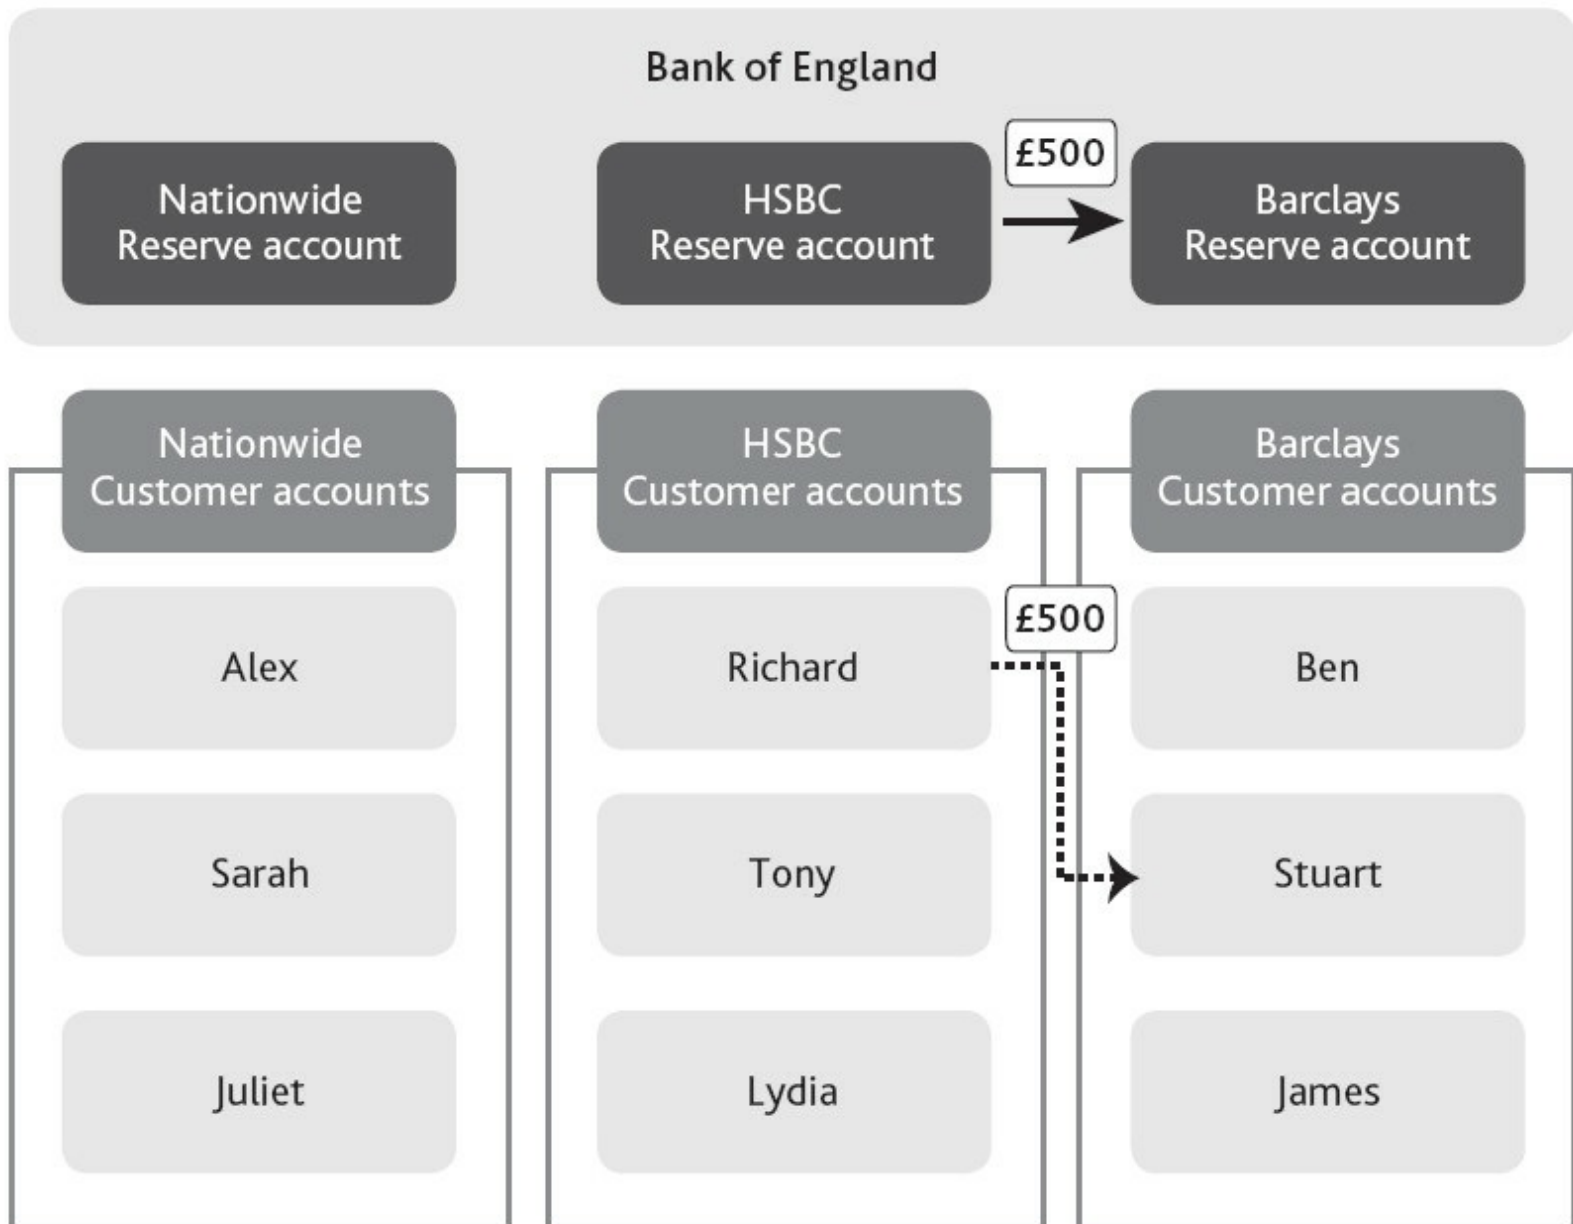 Bank of England
Nationwide
Reserve account
HSBC
Reserve account
£500
Barclays
Reserve account
Nationwide
Customer accounts
HSBC
Customer accounts
Barclays
Customer accounts
Alex
Richard
£500
Ben
Sarah
Tony
Stuart
Juliet
Lydia
James